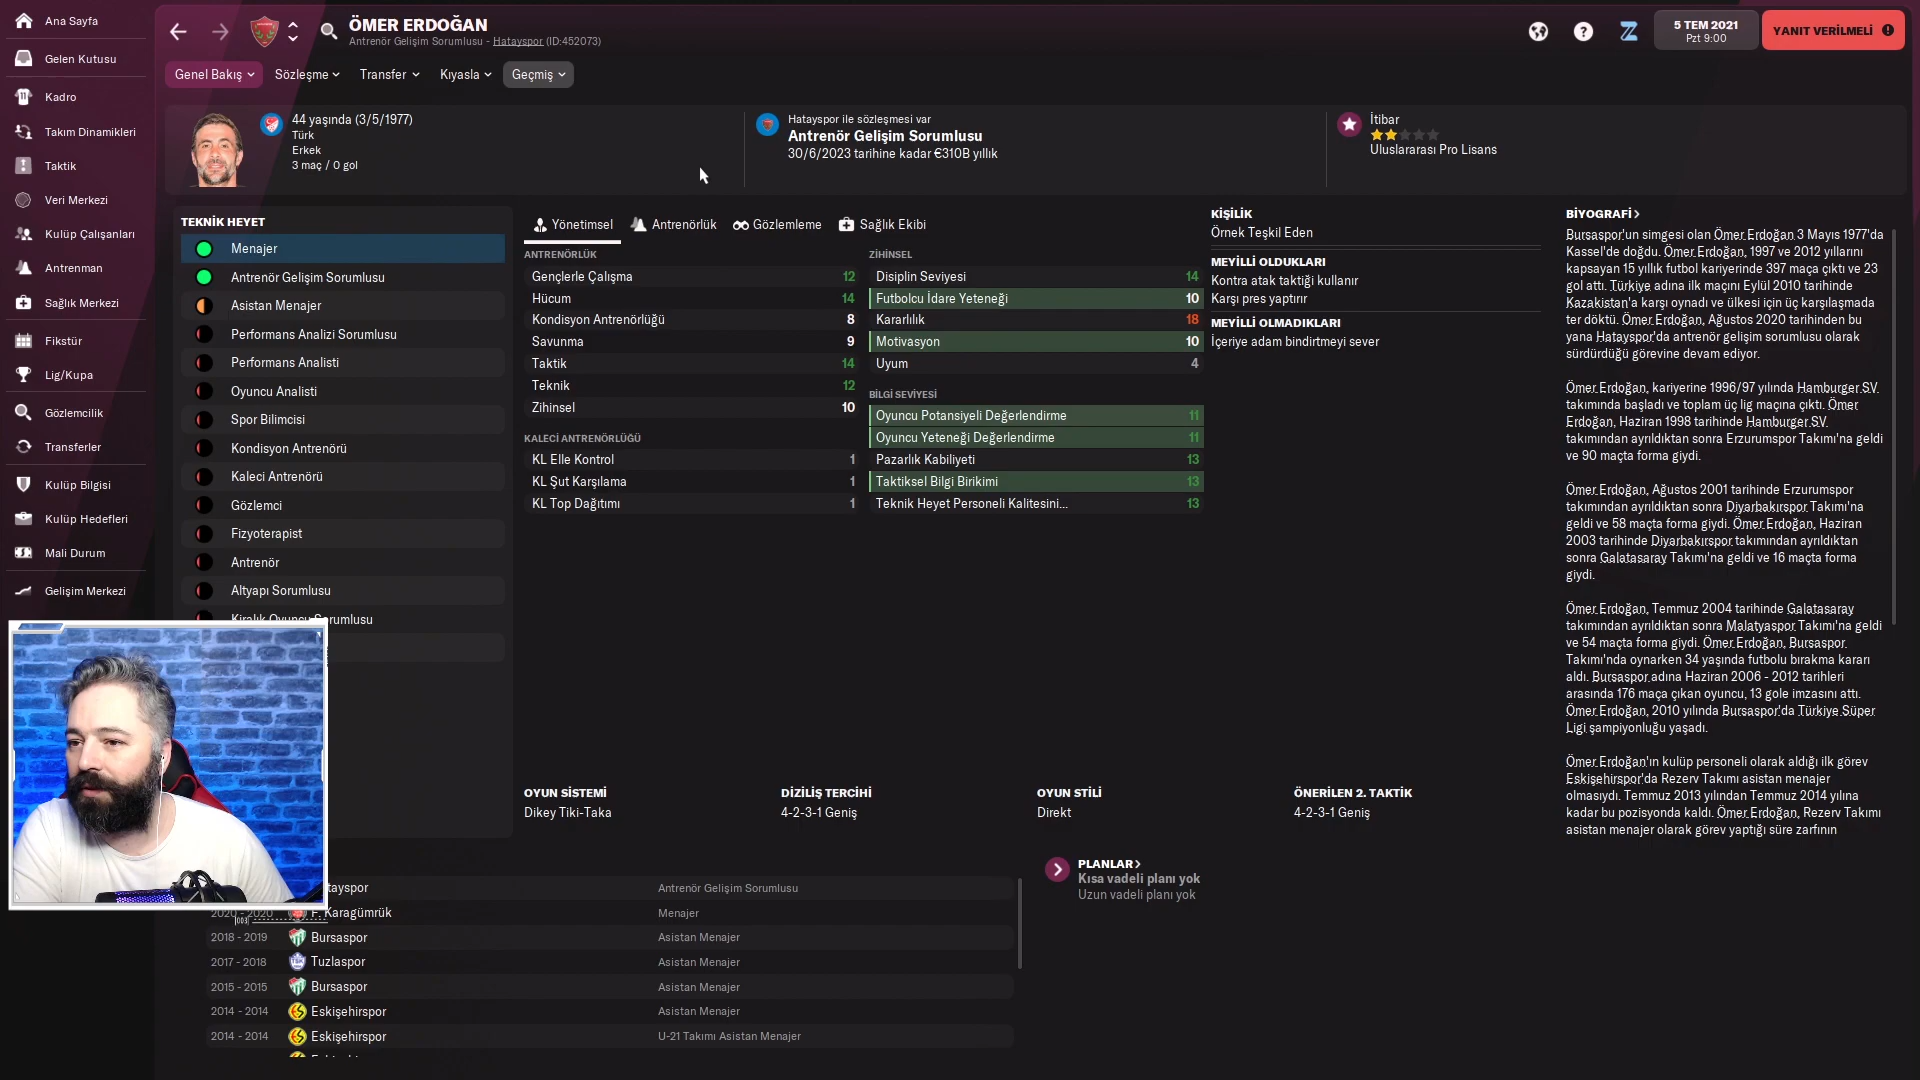 Ana Sayfa
Gelen Kutusu
Kadro
Takım Dinamikleri
Taktik
Veri Merkezi
Kulüp Çalışanları
Antrenman
Sağlık Merkezi
Fikstür
Lig/Kupa
Gözlemcilik
Transferler
Kulüp Bilgisi
Kulüp Hedefleri
Mali Durum
Gelişim Merkezi
ÖMER ERDOĞAN
Antrenör Gelişim Sorumlusu - Hatayspor (ID:452073)
5 TEM 2021
Pzt 9:00
YANIT VERİLMELİ
Genel Bakış
Sözleşme
Transfer
Kıyasla
Geçmiş
44 yaşında (3/5/1977)
Türk
Erkek
3 maç / 0 gol
Hatayspor ile sözleşmesi var
Antrenör Gelişim Sorumlusu
30/6/2023 tarihine kadar €310B yıllık
İtibar
Uluslararası Pro Lisans
TEKNİK HEYET
Menajer
Antrenör Gelişim Sorumlusu
Asistan Menajer
Performans Analizi Sorumlusu
Performans Analisti
Oyuncu Analisti
Spor Bilimcisi
Kondisyon Antrenörü
Kaleci Antrenörü
Gözlemci
Fizyoterapist
Antrenör
Altyapı Sorumlusu
Kiralık Oyuncu Sorumlusu
Yönetimsel
Antrenörlük
Gözlemleme
Sağlık Ekibi
ANTRENÖRLÜK
Gençlerle Çalışma 12
Hücum 14
Kondisyon Antrenörlüğü 8
Savunma 9
Taktik 14
Teknik 12
Zihinsel 10
KALECİ ANTRENÖRLÜĞÜ
KL Elle Kontrol 1
KL Şut Karşılama 1
KL Top Dağıtımı 1
ZİHİNSEL
Disiplin Seviyesi 14
Futbolcu İdare Yeteneği 10
Kararlılık 18
Motivasyon 10
Uyum 4
BİLGİ SEVİYESİ
Oyuncu Potansiyeli Değerlendirme 11
Oyuncu Yeteneği Değerlendirme 11
Pazarlık Kabiliyeti 13
Taktiksel Bilgi Birikimi 13
Teknik Heyet Personeli Kalitesini... 13
KİŞİLİK
Örnek Teşkil Eden
MEYİLLİ OLDUKLARI
Kontra atak taktiği kullanır
Karşı pres yaptırır
MEYİLLİ OLMADIKLARI
İçeriye adam bindirtmeyi sever
BİYOGRAFİ>
Bursaspor'un simgesi olan Ömer Erdoğan 3 Mayıs 1977'da
Kassel'de doğdu. Ömer Erdoğan, 1997 ve 2012 yıllarını
kapsayan 15 yıllık futbol kariyerinde 397 maça çıktı ve 23
gol attı. Türkiye adına ilk maçını Eylül 2010 tarihinde
Kazakistan'a karşı oynadı ve ülkesi için üç karşılaşmada
ter döktü. Ömer Erdoğan, Ağustos 2020 tarihinden bu
yana Hatayspor'da antrenör gelişim sorumlusu olarak
sürdürdüğü görevine devam ediyor.
Ömer Erdoğan, kariyerine 1996/97 yılında Hamburger SV.
takımında başladı ve toplam üç lig maçına çıktı. Ömer
Erdoğan, Haziran 1998 tarihinde Hamburger SV.
takımından ayrıldıktan sonra Erzurumspor Takımı'na geldi
ve 90 maçta forma giydi.
Ömer Erdoğan, Ağustos 2001 tarihinde Erzurumspor
takımından ayrıldıktan sonra Diyarbakırspor Takımı'na
geldi ve 58 maçta forma giydi. Ömer Erdoğan, Haziran
2003 tarihinde Diyarbakırspor takımından ayrıldıktan
sonra Galatasaray Takımı'na geldi ve 16 maçta forma
giydi.
Ömer Erdoğan, Temmuz 2004 tarihinde Galatasaray
takımından ayrıldıktan sonra Malatyaspor Takımı'na geldi
ve 54 maçta forma giydi. Ömer Erdoğan, Bursaspor
Takımı'nda oynarken 34 yaşında futbolu bırakma kararı
aldı. Bursaspor adına Haziran 2006 - 2012 tarihleri
arasında 176 maça çıkan oyuncu, 13 gole imzasını attı.
Ömer Erdoğan, 2010 yılında Bursaspor'da Türkiye Süper
Ligi şampiyonluğu yaşadı.
Ömer Erdoğan'ın kulüp personeli olarak aldığı ilk görev
Eskişehirspor'da Rezerv Takımı asistan menajer
olmasıydı. Temmuz 2013 yılından Temmuz 2014 yılına
kadar bu pozisyonda kaldı. Ömer Erdoğan, Rezerv Takımı
asistan menajer olarak görev yaptığı süre zarfının
OYUN SİSTEMİ
Dikey Tiki-Taka
DİZİLİŞ TERCİHİ
4-2-3-1 Geniş
OYUN STİLİ
Direkt
ÖNERİLEN 2. TAKTİK
4-2-3-1 Geniş
tayspor Antrenör Gelişim Sorumlusu
2020 - 2020 F. Karagümrük Menajer
2018 - 2019 Bursaspor Asistan Menajer
2017 - 2018 Tuzlaspor Asistan Menajer
2015 - 2015 Bursaspor Asistan Menajer
2014 - 2014 Eskişehirspor Asistan Menajer
2014 - 2014 Eskişehirspor U-21 Takımı Asistan Menajer
PLANLAR>
Kısa vadeli planı yok
Uzun vadeli planı yok